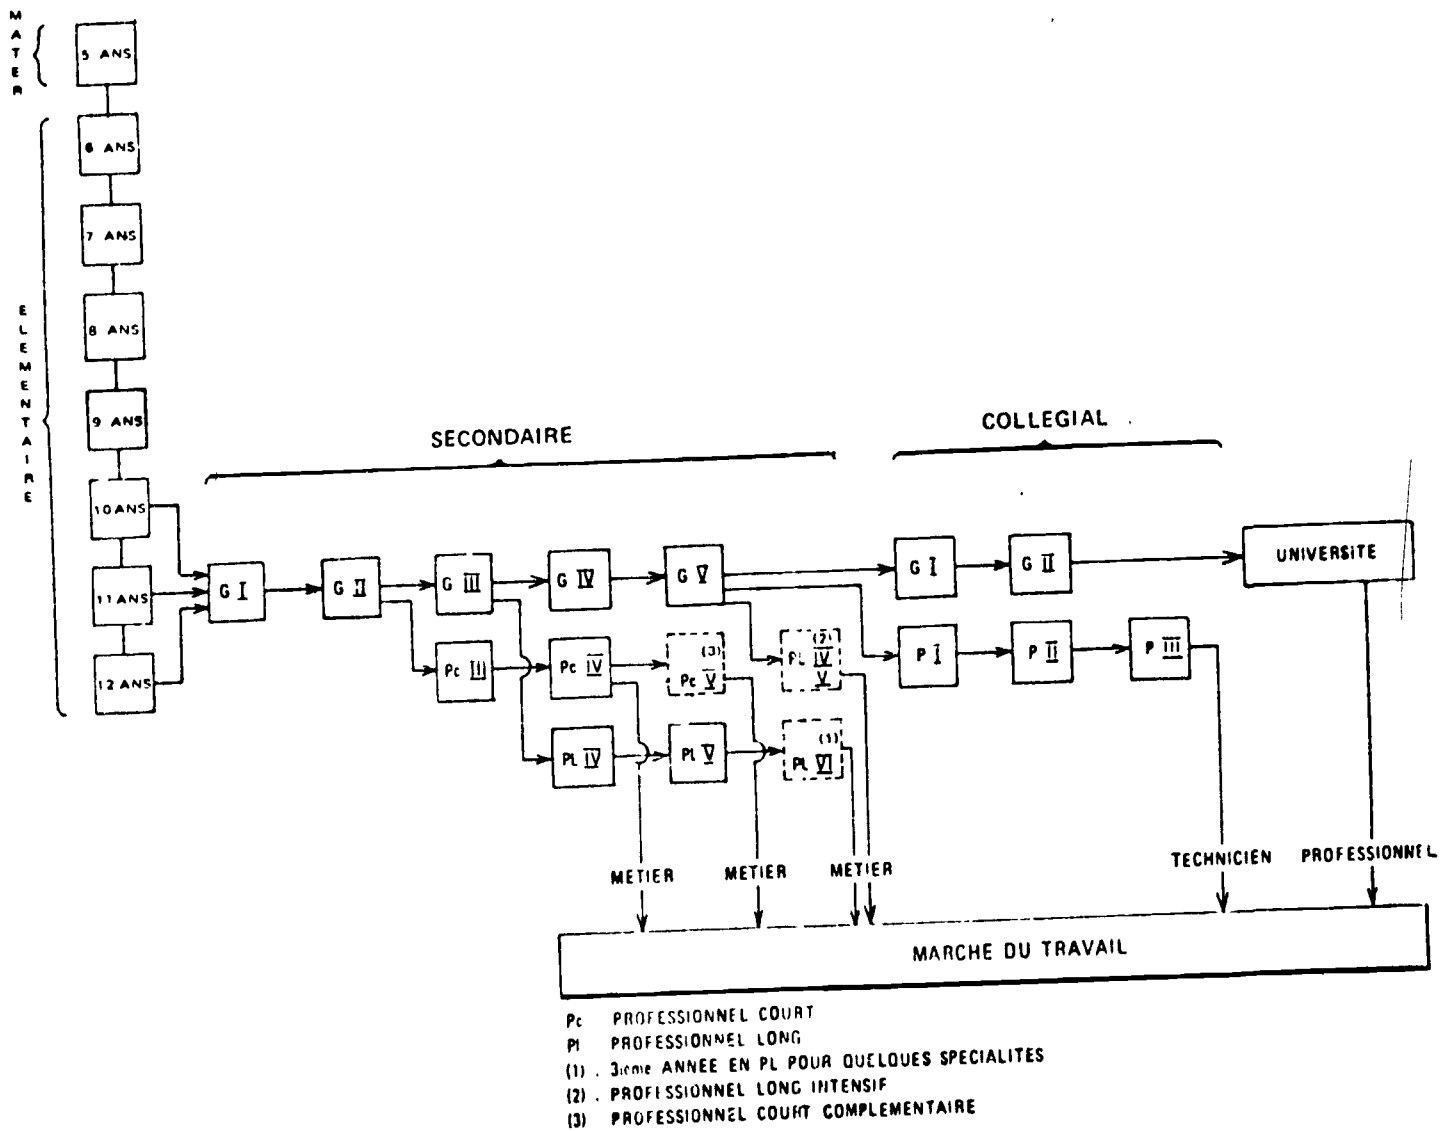 MATER
5 ANS
6 ANS
7 ANS
8 ANS
9 ANS
10 ANS
11 ANS
12 ANS
ELEMENTAIRE
SECONDAIRE
COLLEGIAL
G I
G II
G III
G IV
G V
G I
G II
UNIVERSITE
Pc III
Pc IV
(3)
Pc V
(2)
PL IV
V
P I
P II
P III
PL IV
Pl V
(1)
PL VI
METIER
METIER
METIER
TECHNICIEN
PROFESSIONNEL
MARCHE DU TRAVAIL
Pc PROFESSIONNEL COURT
Pl PROFESSIONNEL LONG
(1) . 3ième ANNEE EN PL POUR QUELQUES SPECIALITES
(2) . PROFESSIONNEL LONG INTENSIF
(3) PROFESSIONNEL COURT COMPLEMENTAIRE